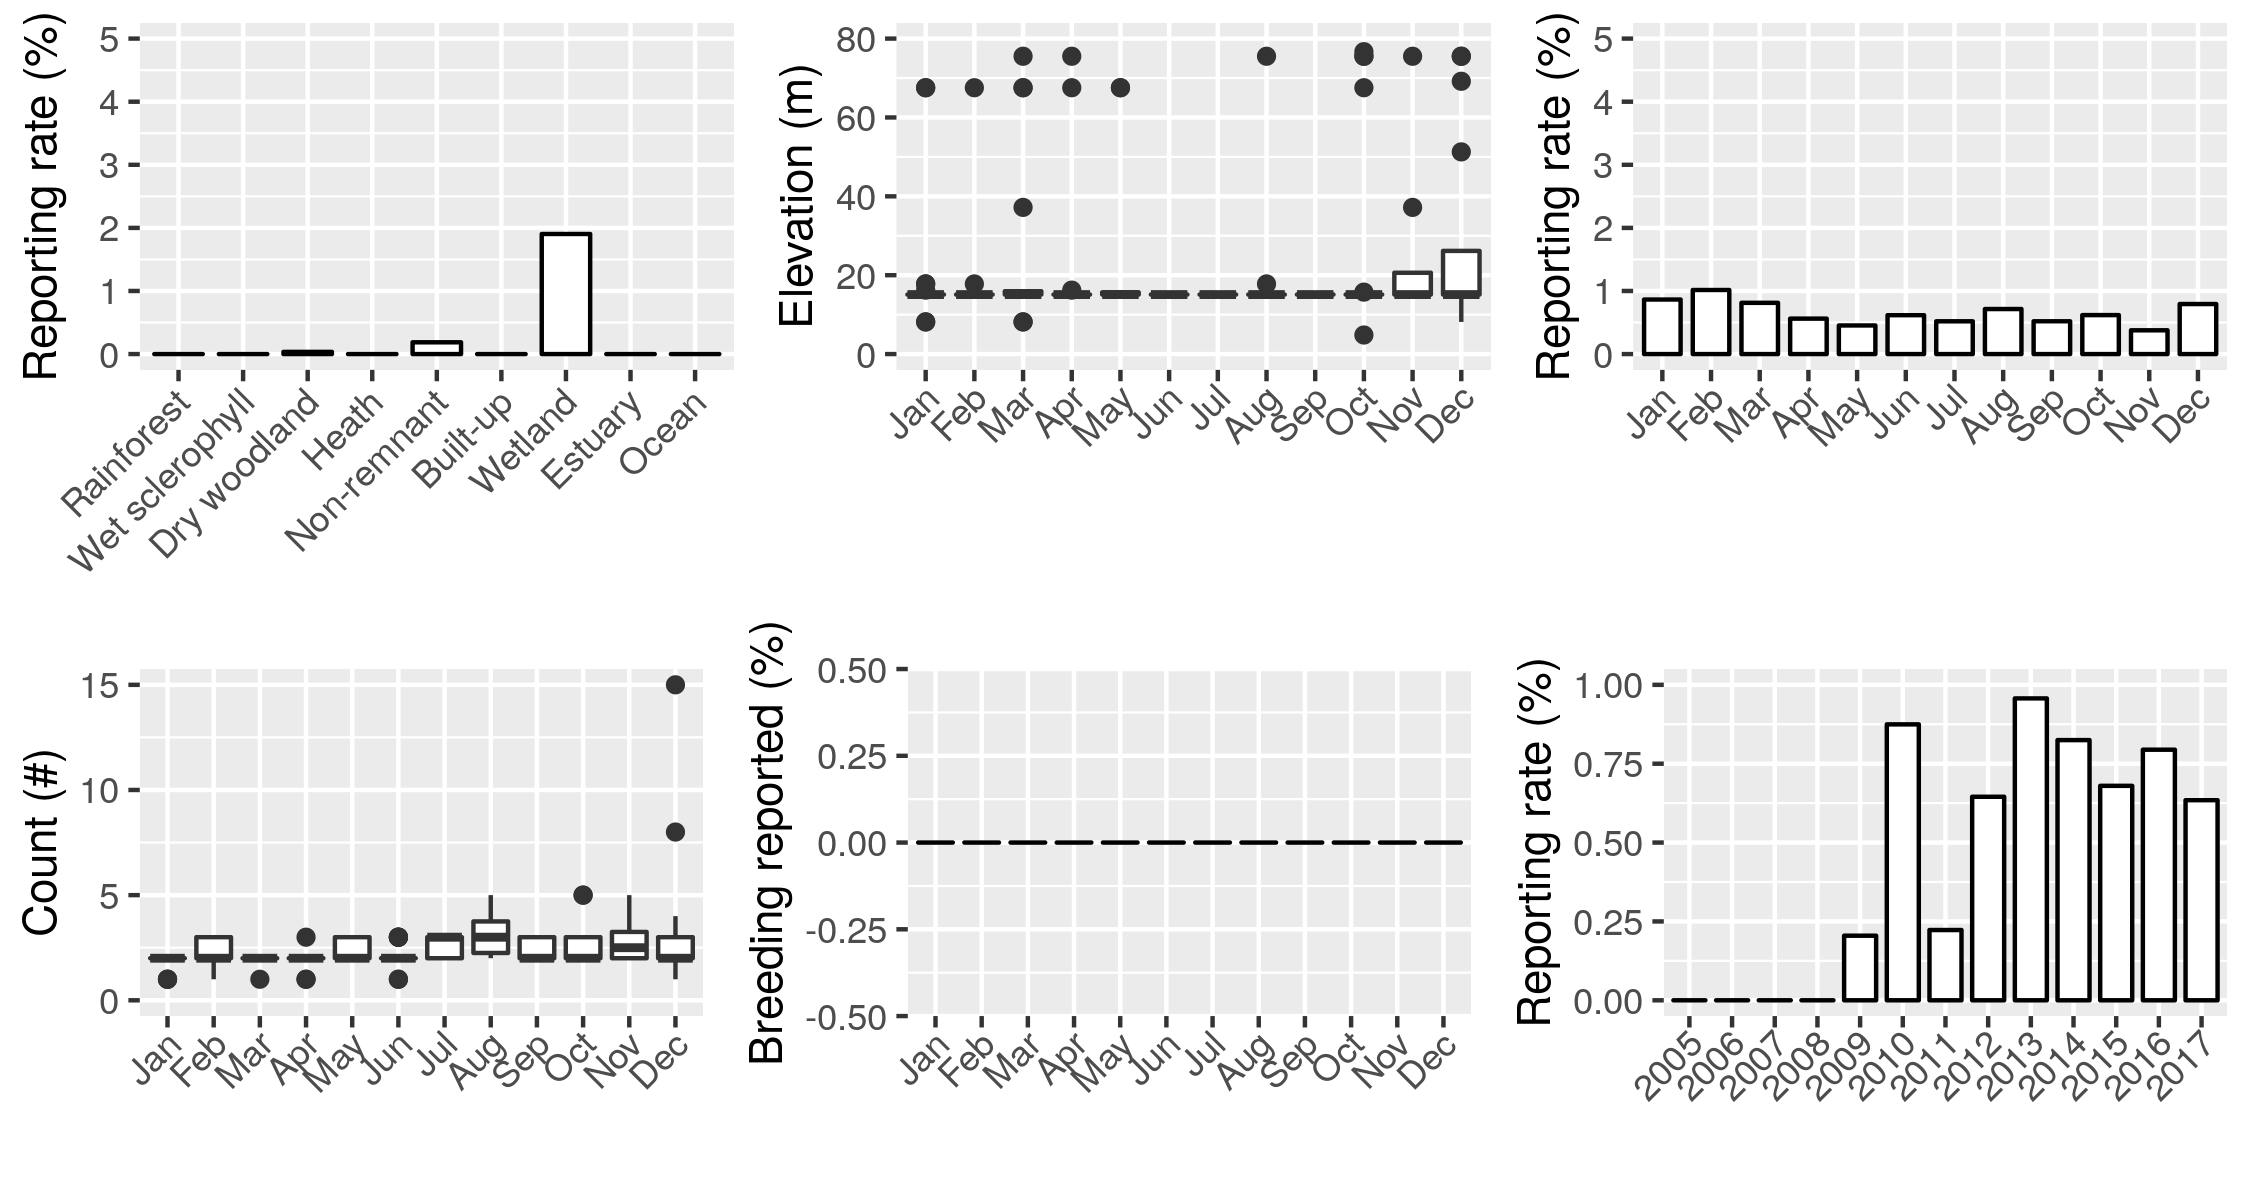 Reporting rate (%)
5
4
3
2
1
0
Rainforest
Wet sclerophyll
Dry woodland
Heath
Non-remnant
Built-up
Wetland
Estuary
Ocean
Elevation (m)
80
60
40
20
0
Jan
Feb
Mar
Apr
May
Jun
Jul
Aug
Sep
Oct
Nov
Dec
Reporting rate (%)
5
4
3
2
1
0
Jan
Feb
Mar
Apr
May
Jun
Jul
Aug
Sep
Oct
Nov
Dec
Count (#)
15
10
5
0
Jan
Feb
Mar
Apr
May
Jun
Jul
Aug
Sep
Oct
Nov
Dec
Breeding reported (%)
0.50
0.25
0.00
-0.25
-0.50
Jan
Feb
Mar
Apr
May
Jun
Jul
Aug
Sep
Oct
Nov
Dec
Reporting rate (%)
1.00
0.75
0.50
0.25
0.00
2005
2006
2007
2008
2009
2010
2011
2012
2013
2014
2015
2016
2017